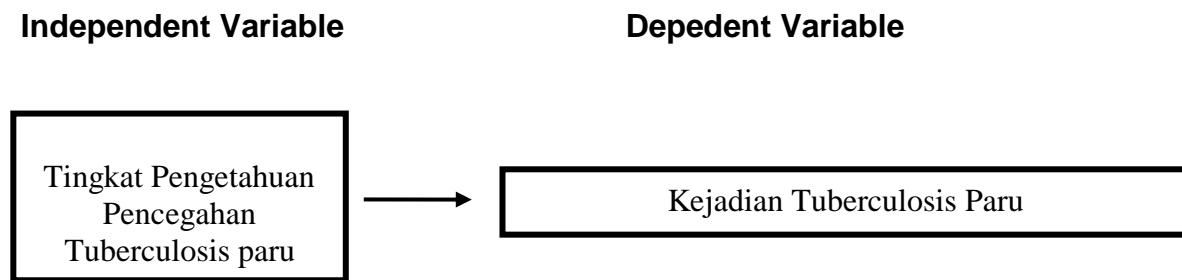 Independent Variable
Depedent Variable
Tingkat Pengetahuan
Pencegahan
Tuberculosis paru
Kejadian Tuberculosis Paru